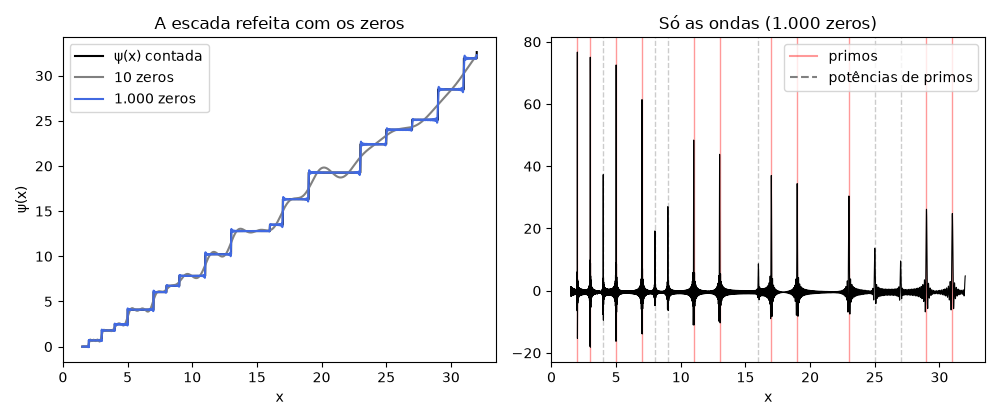 A escada refeita com os zeros
ψ(x) contada
10 zeros
1.000 zeros
ψ(x)
30
25
20
15
10
5
0
0
5
10
15
20
25
30
x
Só as ondas (1.000 zeros)
primos
potências de primos
80
60
40
20
0
−20
0
5
10
15
20
25
30
x